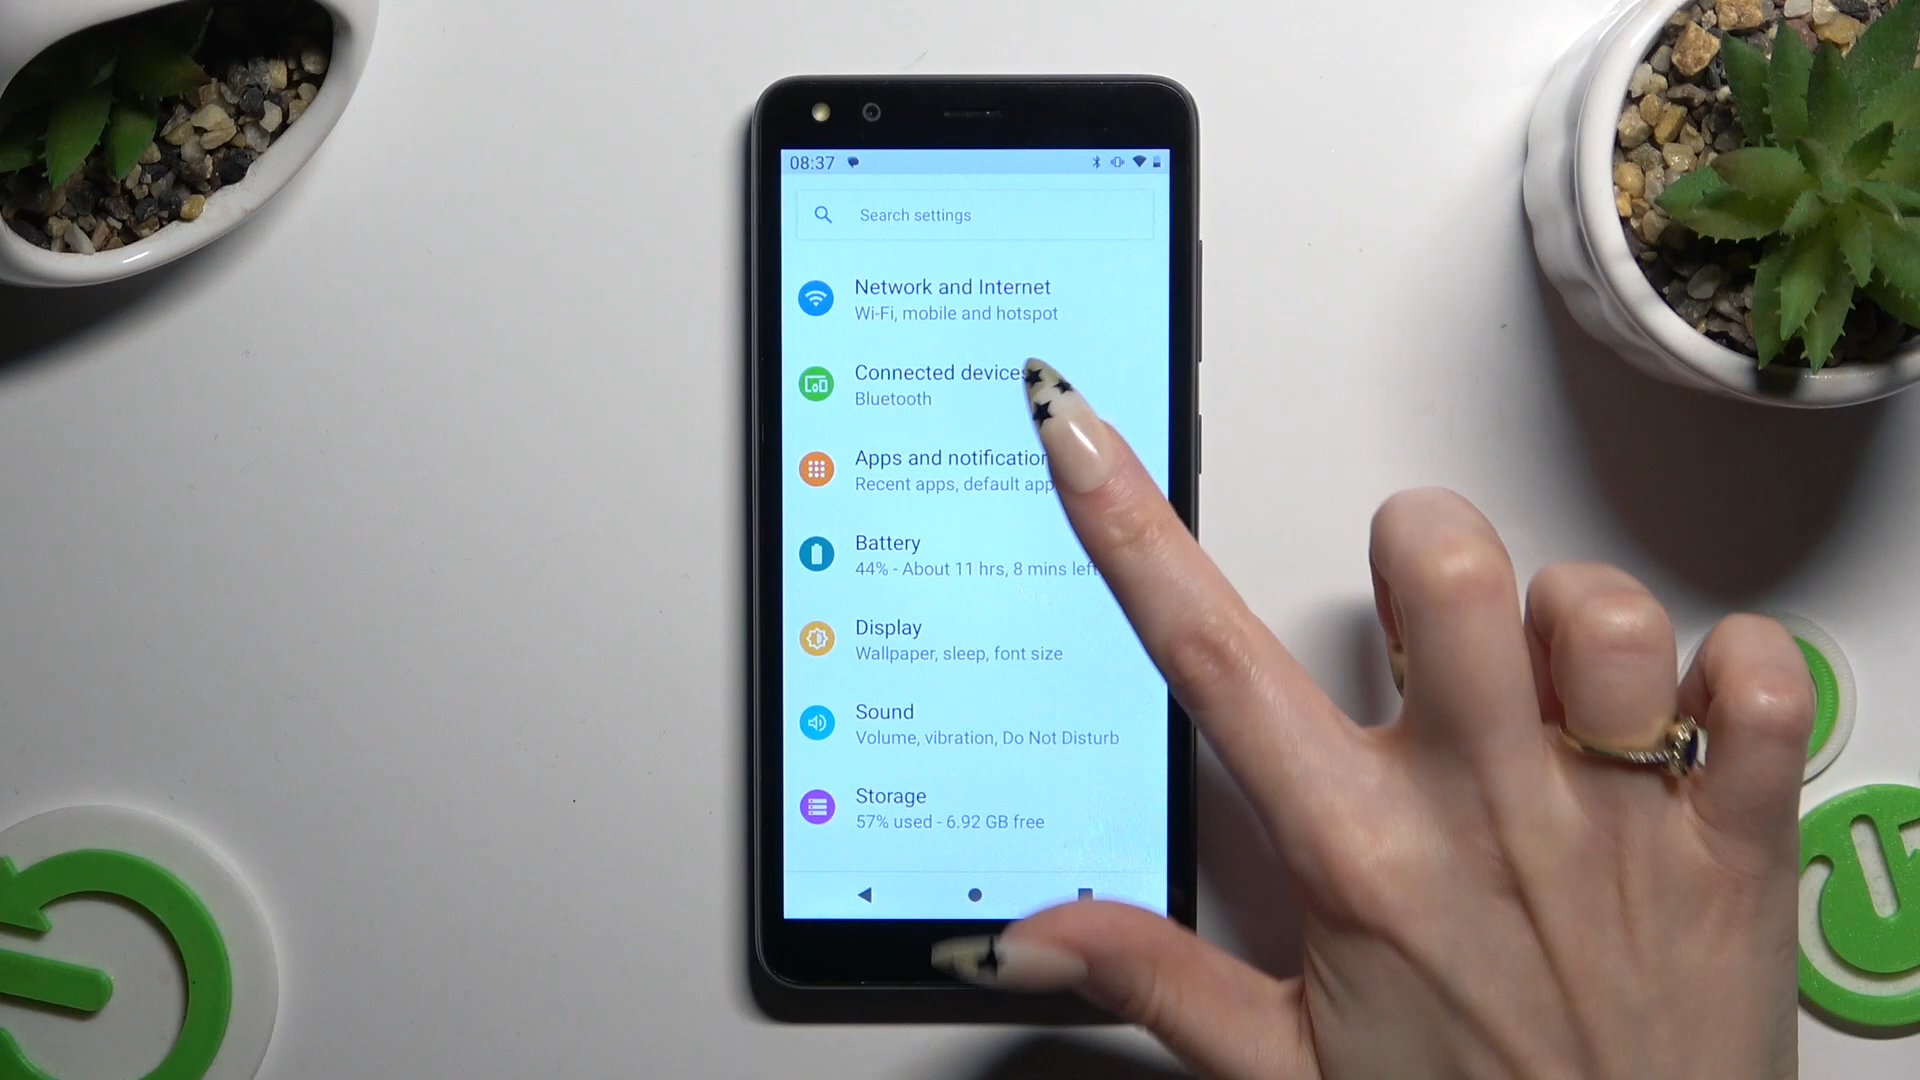 08:37
Search settings
Network and Internet
Wi-Fi, mobile and hotspot
Connected devices
Bluetooth
Apps and notification
Recent apps, default app
Battery
44% - About 11 hrs, 8 mins left
Display
Wallpaper, sleep, font size
Sound
Volume, vibration, Do Not Disturb
Storage
57% used - 6.92 GB free